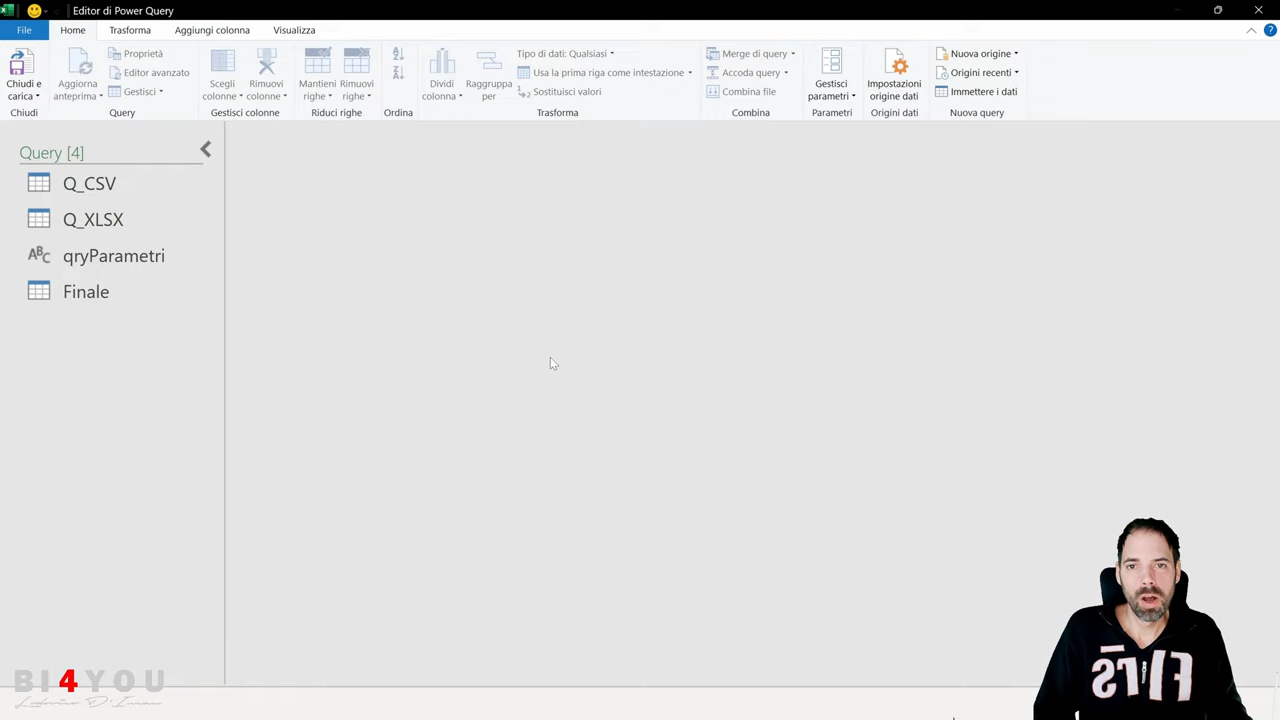 Editor di Power Query
File Home Trasforma Aggiungi colonna Visualizza
Chiudi e carica
Chiudi
Aggiorna anteprima
Proprietà
Editor avanzato
Gestisci
Query
Scegli colonne
Rimuovi colonne
Gestisci colonne
Mantieni righe
Rimuovi righe
Riduci righe
Ordina
Dividi colonna
Raggruppa per
Tipo di dati: Qualsiasi
Usa la prima riga come intestazione
Sostituisci valori
Trasforma
Merge di query
Accoda query
Combina file
Combina
Gestisci parametri
Parametri
Impostazioni origine dati
Origini dati
Nuova origine
Origini recenti
Immettere i dati
Nuova query
Query [4]
Q_CSV
Q_XLSX
ABC qryParametri
Finale
BI4YOU